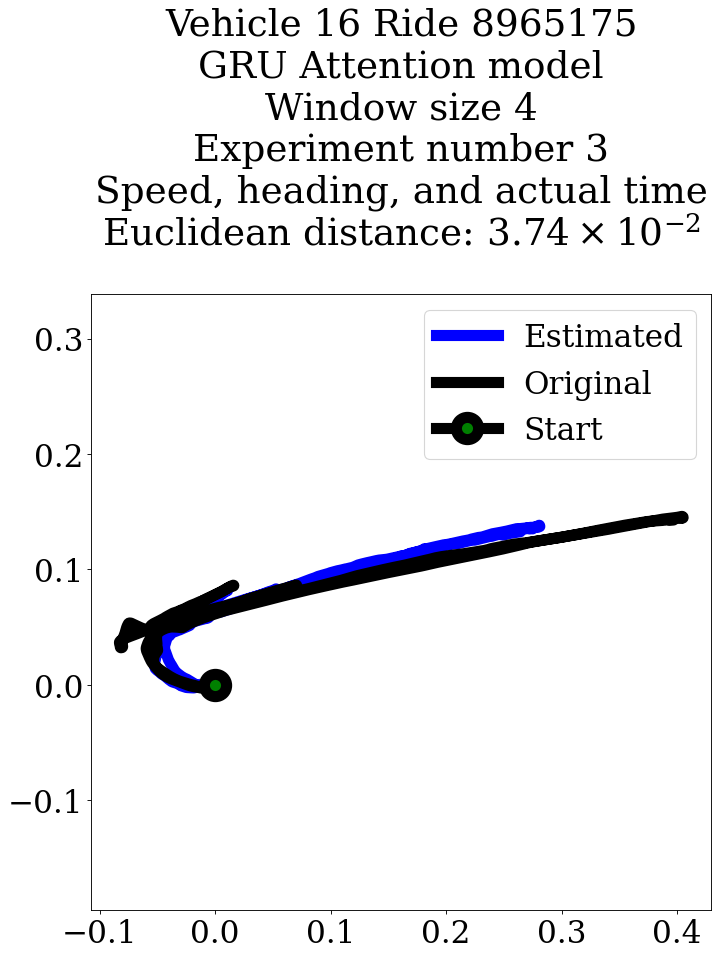 Vehicle 16 Ride 8965175
GRU Attention model
Window size 4
Experiment number 3
Speed, heading, and actual time
Euclidean distance: 3.74 × 10⁻²
Estimated
Original
Start
0.3
0.2
0.1
0.0
−0.1
−0.1 0.0 0.1 0.2 0.3 0.4